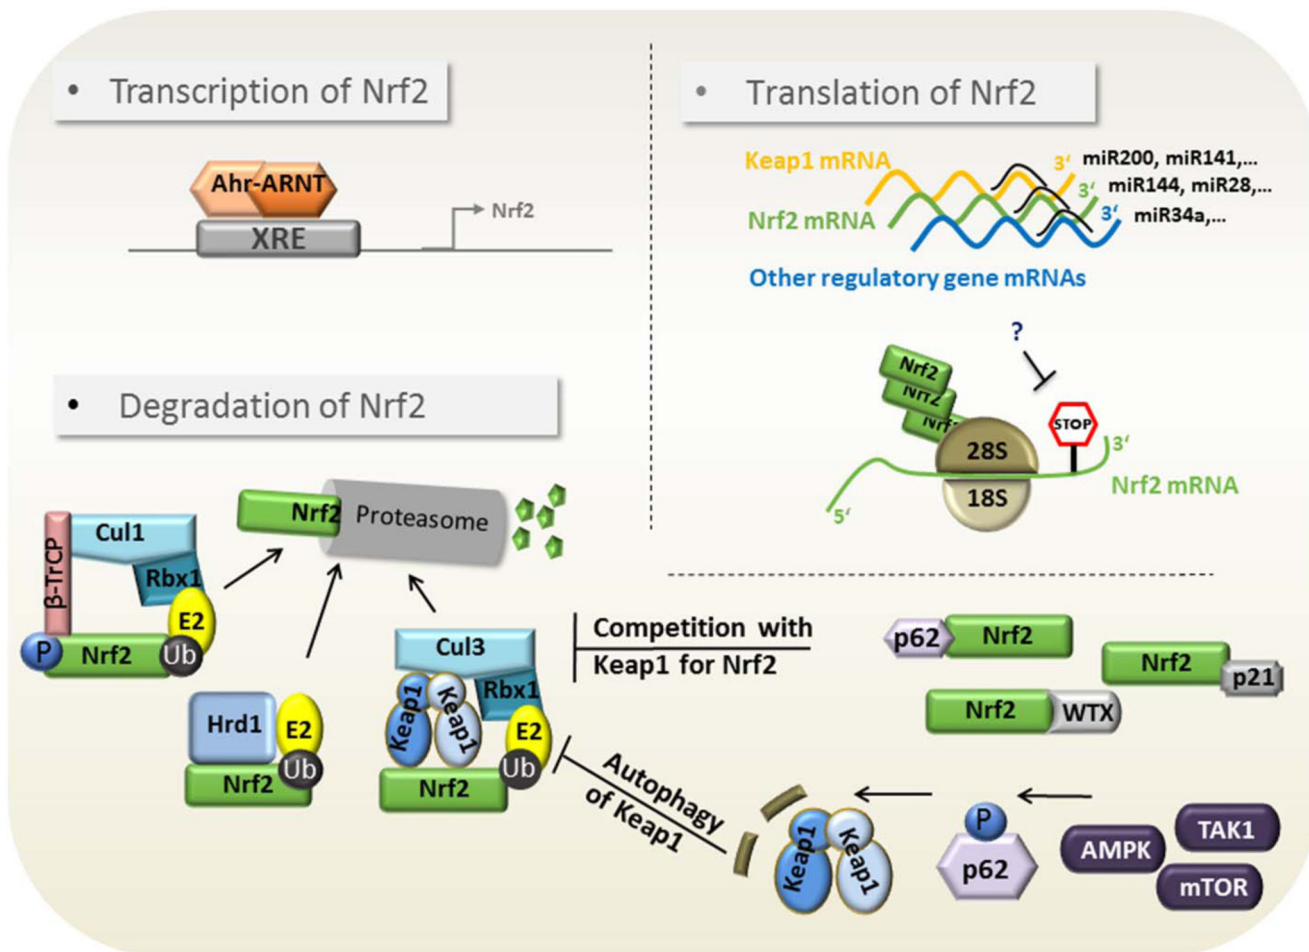 • Transcription of Nrf2
Ahr-ARNT
XRE
Nrf2
• Translation of Nrf2
Keap1 mRNA
3‘
miR200, miR141,...
Nrf2 mRNA
3‘
miR144, miR28,...
3‘
miR34a,...
Other regulatory gene mRNAs
?
Nrf2
Nrf2
Nrf2
28S
18S
STOP
3‘
5‘
Nrf2 mRNA
• Degradation of Nrf2
Nrf2
Proteasome
β-TrCP
Cul1
Rbx1
E2
P
Nrf2
Ub
Hrd1
E2
Ub
Nrf2
Cul3
Keap1
Keap1
Rbx1
E2
Ub
Nrf2
Competition with
Keap1 for Nrf2
p62
Nrf2
Nrf2
p21
Nrf2
WTX
Autophagy
of Keap1
Keap1
Keap1
P
p62
AMPK
TAK1
mTOR